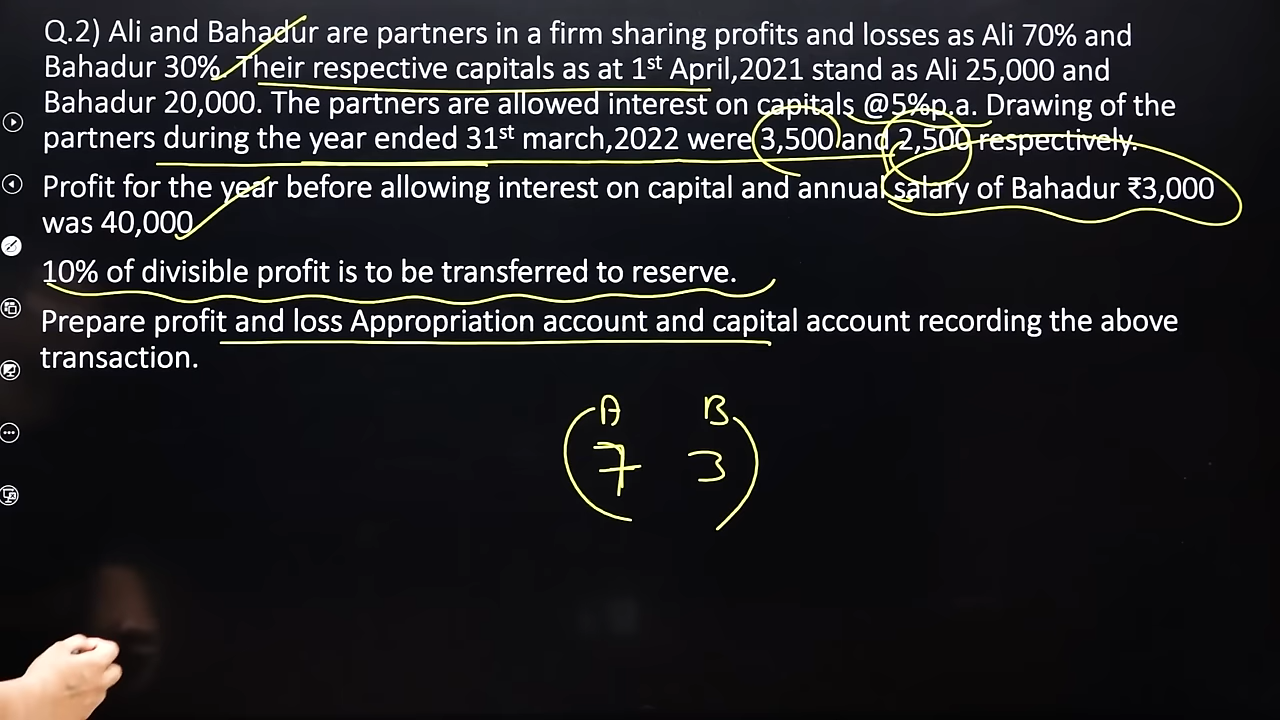 Q.2) Ali and Bahadur are partners in a firm sharing profits and losses as Ali 70% and
Bahadur 30%. Their respective capitals as at 1st April,2021 stand as Ali 25,000 and
Bahadur 20,000. The partners are allowed interest on capitals @5%p.a. Drawing of the
partners during the year ended 31st march,2022 were 3,500 and 2,500 respectively.
Profit for the year before allowing interest on capital and annual salary of Bahadur ₹3,000
was 40,000
10% of divisible profit is to be transferred to reserve.
Prepare profit and loss Appropriation account and capital account recording the above
transaction.
A B
7 3